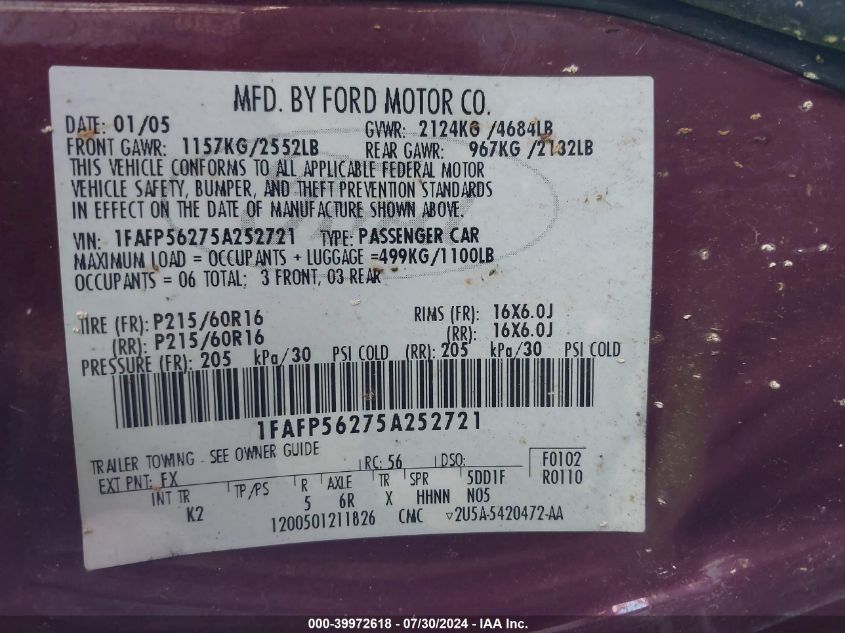 MFD. BY FORD MOTOR CO.
DATE: 01/05 GVWR: 2124KG /4684LB
FRONT GAWR: 1157KG/2552LB REAR GAWR: 967KG /2132LB
THIS VEHICLE CONFORMS TO ALL APPLICABLE FEDERAL MOTOR
VEHICLE SAFETY, BUMPER, AND THEFT PREVENTION STANDARDS
IN EFFECT ON THE DATE OF MANUFACTURE SHOWN ABOVE.
VIN: 1FAFP56275A252721 TYPE: PASSENGER CAR
MAXIMUM LOAD = OCCUPANTS + LUGGAGE =499KG/1100LB
OCCUPANTS = 06 TOTAL; 3 FRONT, 03 REAR
TIRE (FR): P215/60R16 RIMS (FR): 16X6.0J
(RR): P215/60R16 (RR): 16X6.0J
PRESSURE (FR): 205 kPa/30 PSI COLD (RR): 205 kPa/30 PSI COLD
1FAFP56275A252721
TRAILER TOWING - SEE OWNER GUIDE
EXT PNT: FX RC: 56 DSO: F0102
R0110
INT TR TP/PS R AXLE TR SPR 5DD1F
K2 5 6R X HHNN N05
1200501211826 CMC ▽2U5A-5420472-AA
000-39972618 - 07/30/2024 - IAA Inc.